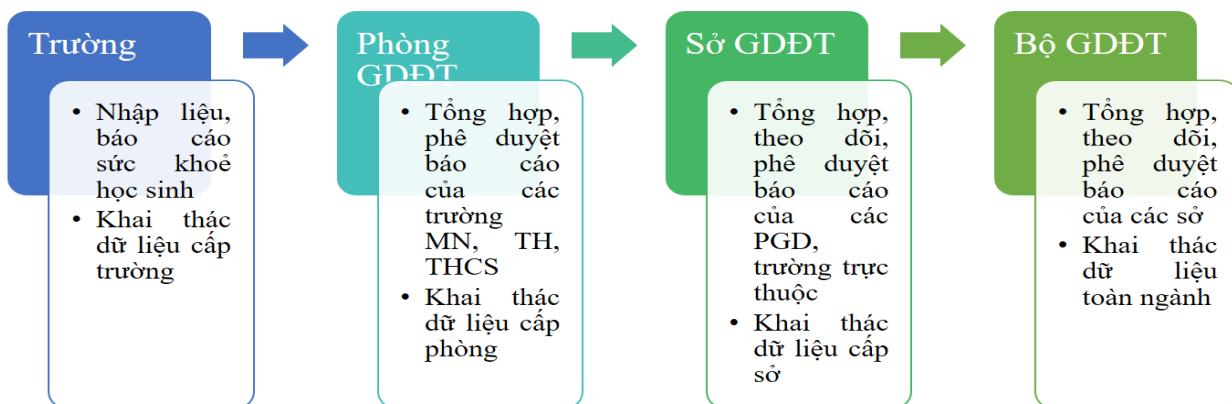 Trường
• Nhập liệu,
báo cáo
sức khoẻ
học sinh
• Khai thác
dữ liệu cấp
trường
Phòng
GDĐT
• Tổng hợp,
phê duyệt
báo cáo
của các
trường
MN, TH,
THCS
• Khai thác
dữ liệu cấp
phòng
Sở GDĐT
• Tổng hợp,
theo dõi,
phê duyệt
báo cáo
của các
PGD,
trường trực
thuộc
• Khai thác
dữ liệu cấp
sở
Bộ GDĐT
• Tổng hợp,
theo dõi,
phê duyệt
báo cáo
của các sở
• Khai thác
dữ liệu
toàn ngành